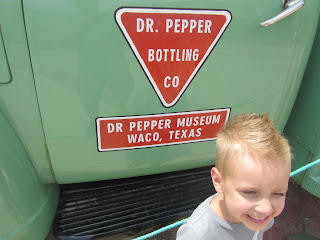 DR. PEPPER
BOTTLING
CO
DR PEPPER MUSEUM
WACO, TEXAS